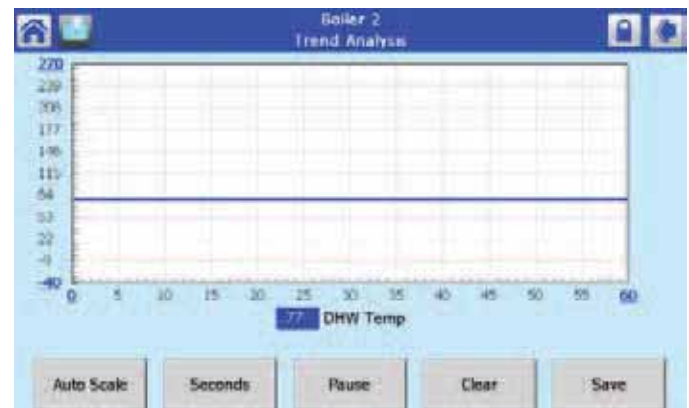 Boiler 2
Trend Analysis
270
239
208
177
146
115
84
53
22
-9
-40
0 5 10 15 20 25 30 35 40 45 50 55 60
77 DHW Temp
Auto Scale Seconds Pause Clear Save